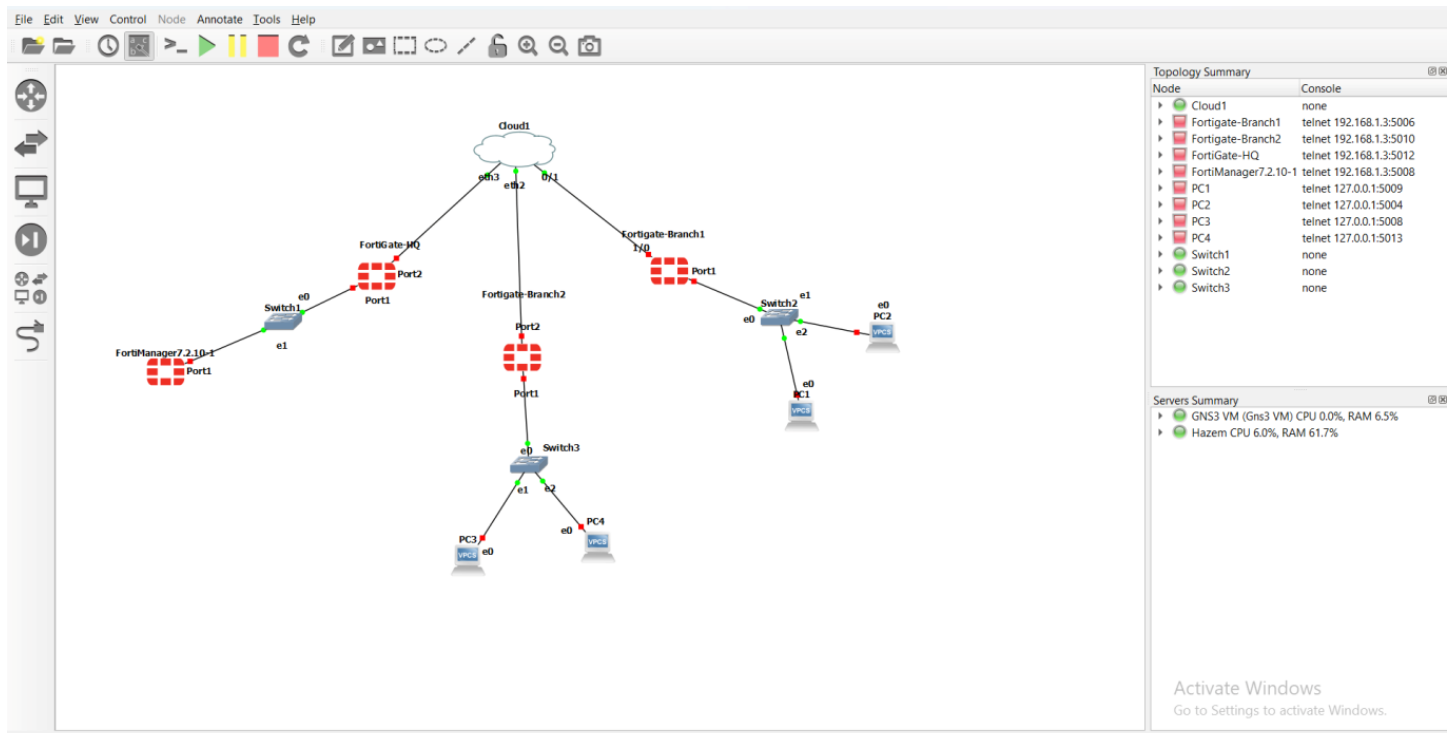 File Edit View Control Node Annotate Tools Help
Topology Summary
Node Console
Cloud1 none
Fortigate-Branch1 telnet 192.168.1.3:5006
Fortigate-Branch2 telnet 192.168.1.3:5010
FortiGate-HQ telnet 192.168.1.3:5012
FortiManager7.2.10-1 telnet 192.168.1.3:5008
PC1 telnet 127.0.0.1:5009
PC2 telnet 127.0.0.1:5004
PC3 telnet 127.0.0.1:5008
PC4 telnet 127.0.0.1:5013
Switch1 none
Switch2 none
Switch3 none
Cloud1
eth3
eth2
0/1
FortiGate-HQ
Port2
Port1
Fortigate-Branch1
1/0
Port1
e0
Switch1
e1
FortiManager7.2.10-1
Port1
Fortigate-Branch2
Port2
Port1
Switch2
e1
e0
e2
e0
PC2
VPCS
e0
PC1
VPCS
e0
Switch3
e1
e2
PC3
e0
VPCS
PC4
e0
VPCS
Servers Summary
GNS3 VM (Gns3 VM) CPU 0.0%, RAM 6.5%
Hazem CPU 6.0%, RAM 61.7%
Activate Windows
Go to Settings to activate Windows.